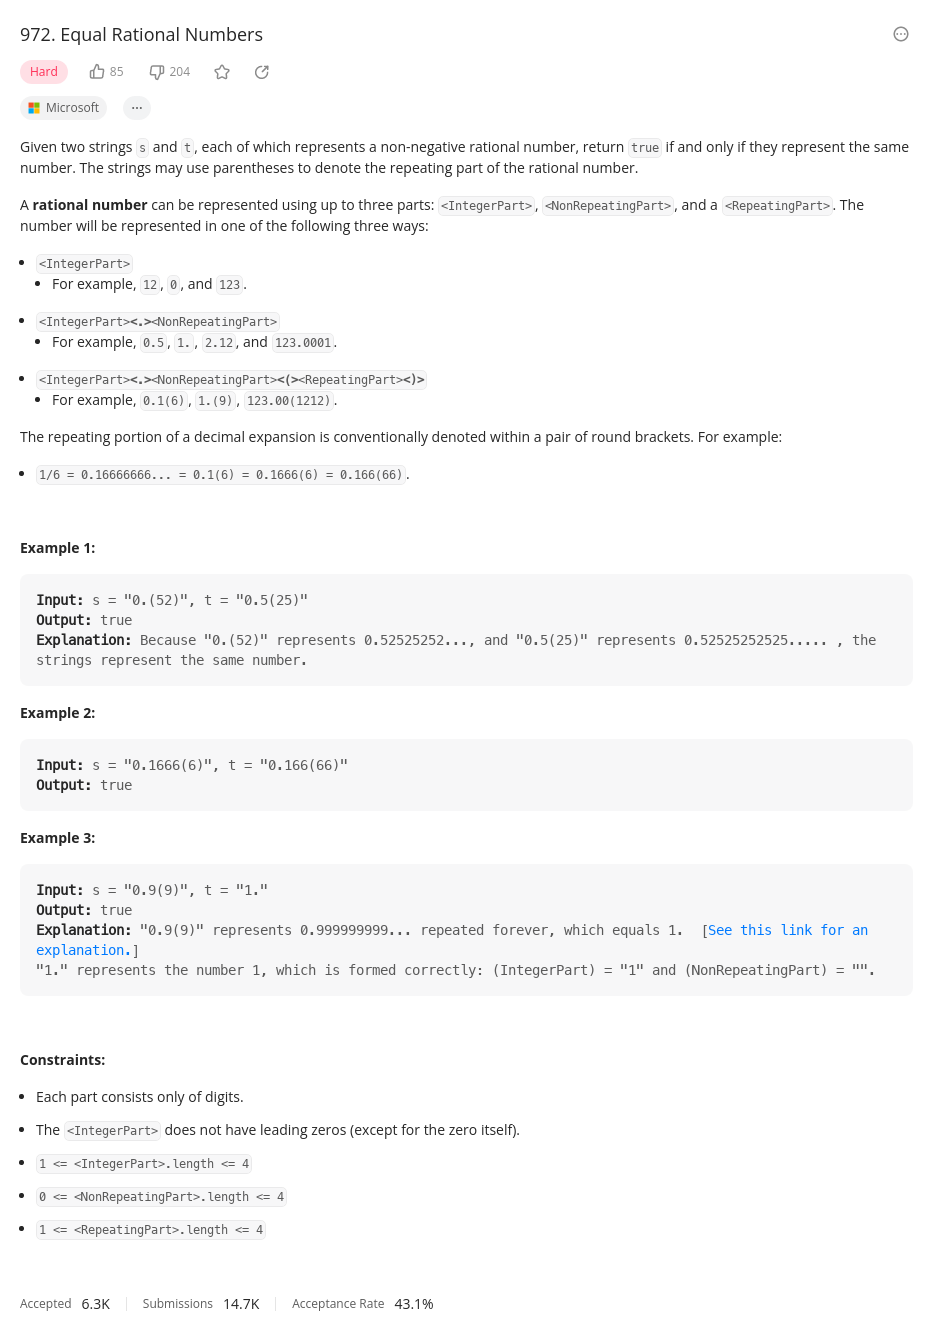 972. Equal Rational Numbers
Hard 85 204
Microsoft ...
Given two strings s and t, each of which represents a non-negative rational number, return true if and only if they represent the same
number. The strings may use parentheses to denote the repeating part of the rational number.
A rational number can be represented using up to three parts: <IntegerPart>, <NonRepeatingPart>, and a <RepeatingPart>. The
number will be represented in one of the following three ways:
• <IntegerPart>
• For example, 12, 0, and 123.
• <IntegerPart><.><NonRepeatingPart>
• For example, 0.5, 1., 2.12, and 123.0001.
• <IntegerPart><.><NonRepeatingPart><(><RepeatingPart><)>
• For example, 0.1(6), 1.(9), 123.00(1212).
The repeating portion of a decimal expansion is conventionally denoted within a pair of round brackets. For example:
• 1/6 = 0.16666666... = 0.1(6) = 0.1666(6) = 0.166(66).
Example 1:
Input: s = "0.(52)", t = "0.5(25)"
Output: true
Explanation: Because "0.(52)" represents 0.52525252..., and "0.5(25)" represents 0.52525252525..... , the
strings represent the same number.
Example 2:
Input: s = "0.1666(6)", t = "0.166(66)"
Output: true
Example 3:
Input: s = "0.9(9)", t = "1."
Output: true
Explanation: "0.9(9)" represents 0.999999999... repeated forever, which equals 1. [See this link for an
explanation.]
"1." represents the number 1, which is formed correctly: (IntegerPart) = "1" and (NonRepeatingPart) = "".
Constraints:
• Each part consists only of digits.
• The <IntegerPart> does not have leading zeros (except for the zero itself).
• 1 <= <IntegerPart>.length <= 4
• 0 <= <NonRepeatingPart>.length <= 4
• 1 <= <RepeatingPart>.length <= 4
Accepted 6.3K Submissions 14.7K Acceptance Rate 43.1%